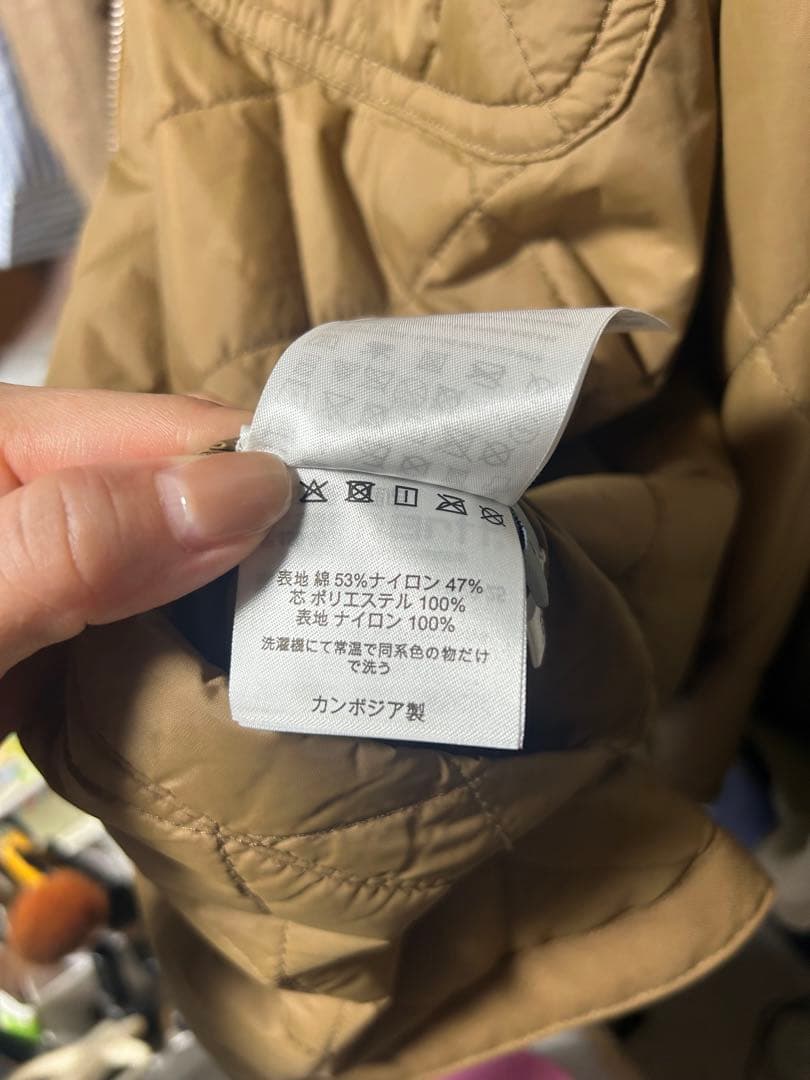 表地 綿 53%ナイロン 47%
芯 ポリエステル 100%
表地 ナイロン 100%
洗濯機にて常温で同系色の物だけ
で洗う
カンボジア製